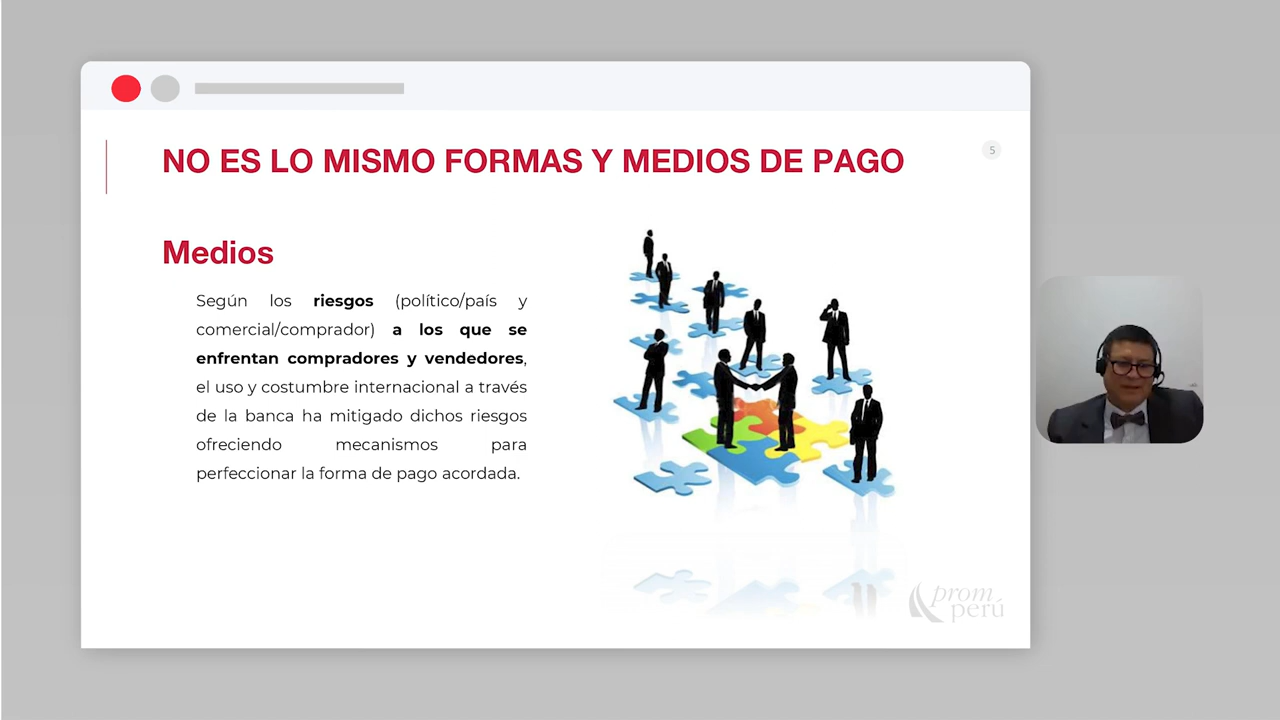 NO ES LO MISMO FORMAS Y MEDIOS DE PAGO
5
Medios
Según los riesgos (político/país y
comercial/comprador) a los que se
enfrentan compradores y vendedores,
el uso y costumbre internacional a través
de la banca ha mitigado dichos riesgos
ofreciendo mecanismos para
perfeccionar la forma de pago acordada.
prom
perú